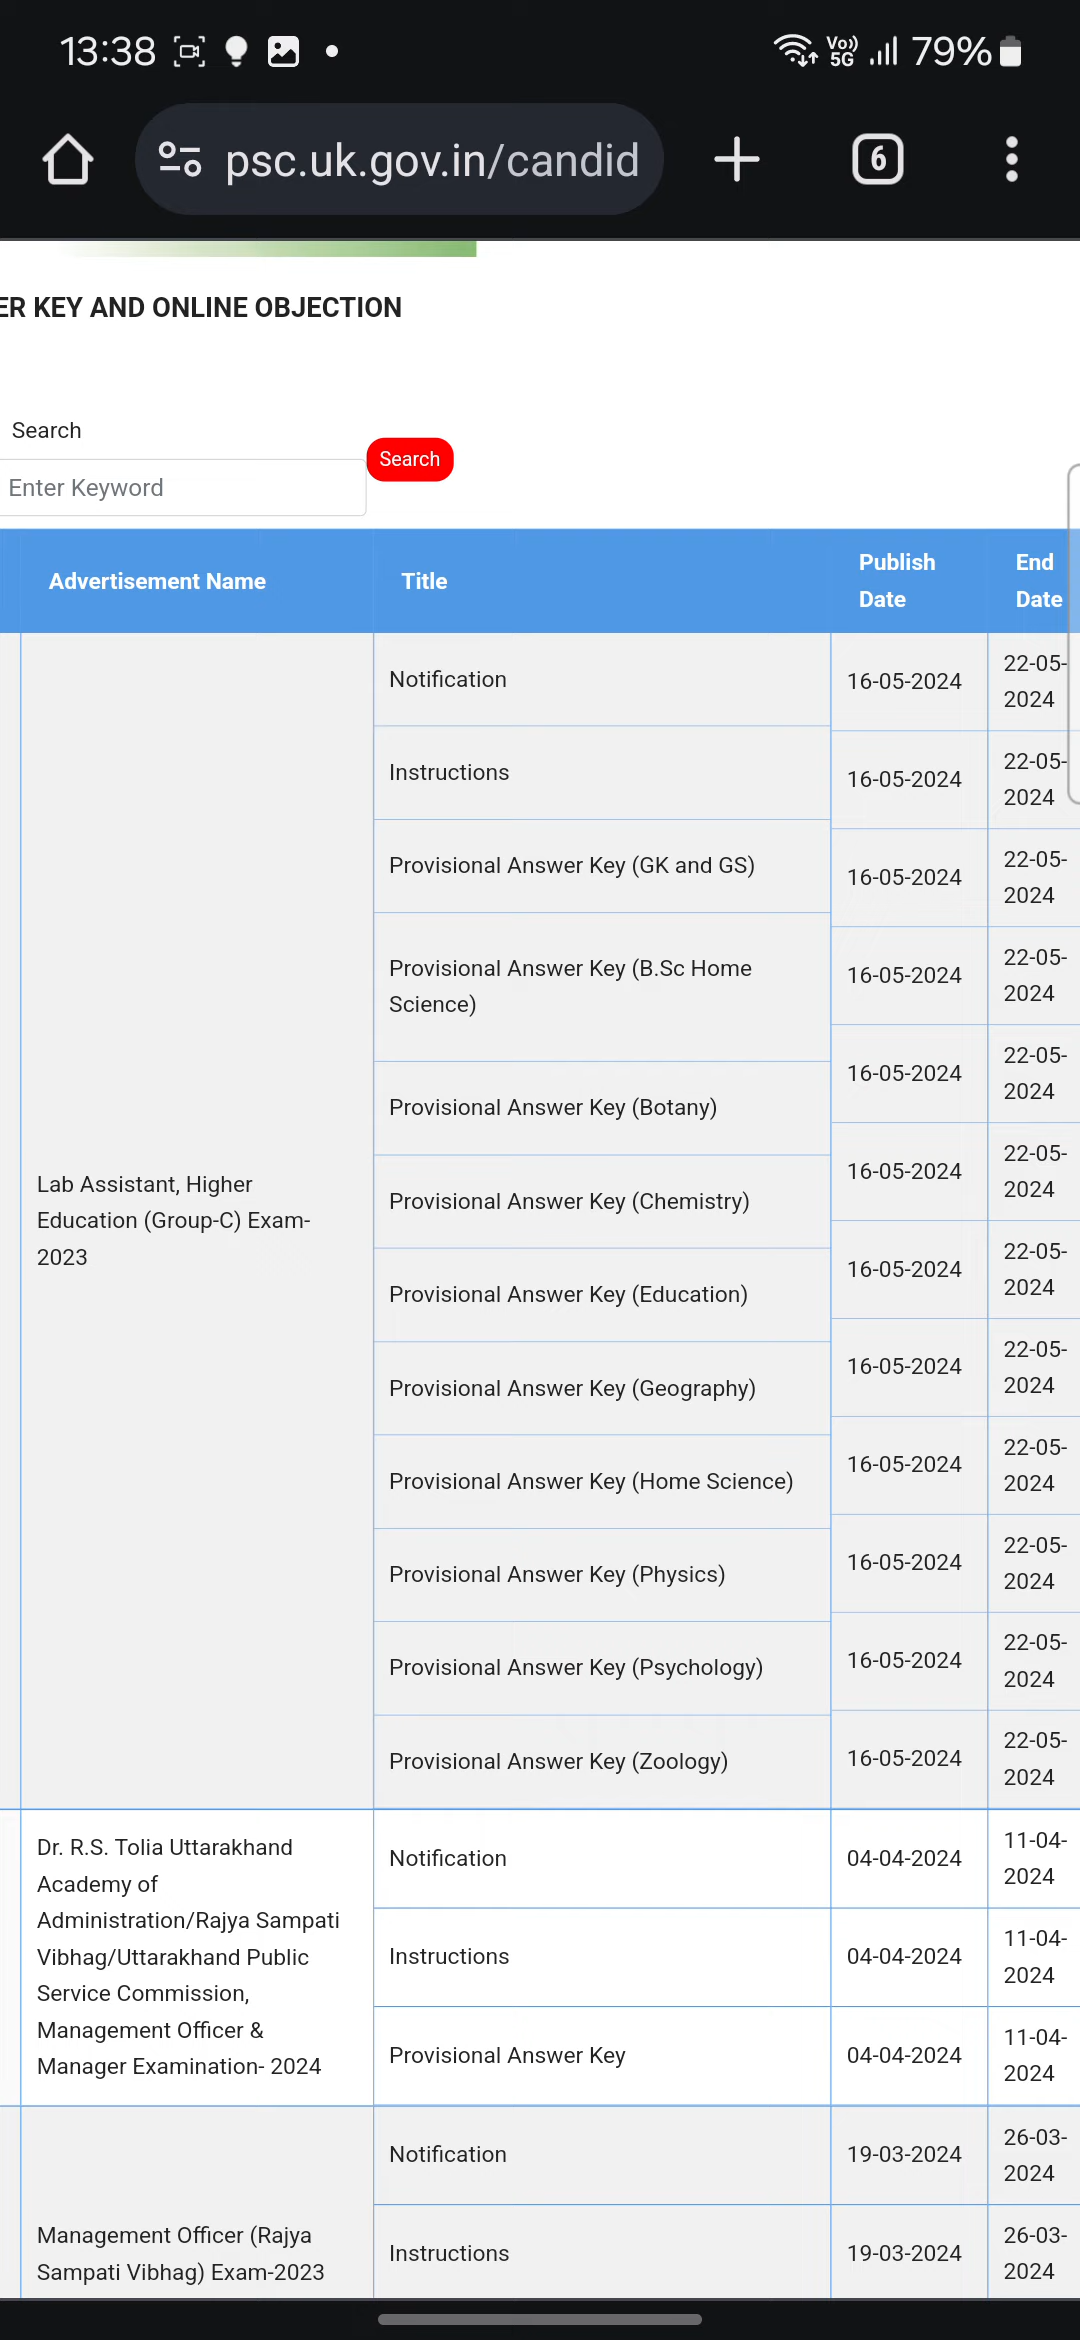 13:38
Vo))
5G
79%
psc.uk.gov.in/candid
6
ER KEY AND ONLINE OBJECTION
Search
Search
Enter Keyword
Advertisement Name
Title
Publish
Date
End
Date
Lab Assistant, Higher
Education (Group-C) Exam-
2023
Notification
16-05-2024
22-05-
2024
Instructions
16-05-2024
22-05-
2024
Provisional Answer Key (GK and GS)
16-05-2024
22-05-
2024
Provisional Answer Key (B.Sc Home
Science)
16-05-2024
22-05-
2024
Provisional Answer Key (Botany)
16-05-2024
22-05-
2024
Provisional Answer Key (Chemistry)
16-05-2024
22-05-
2024
Provisional Answer Key (Education)
16-05-2024
22-05-
2024
Provisional Answer Key (Geography)
16-05-2024
22-05-
2024
Provisional Answer Key (Home Science)
16-05-2024
22-05-
2024
Provisional Answer Key (Physics)
16-05-2024
22-05-
2024
Provisional Answer Key (Psychology)
16-05-2024
22-05-
2024
Provisional Answer Key (Zoology)
16-05-2024
22-05-
2024
Dr. R.S. Tolia Uttarakhand
Academy of
Administration/Rajya Sampati
Vibhag/Uttarakhand Public
Service Commission,
Management Officer &
Manager Examination- 2024
Notification
04-04-2024
11-04-
2024
Instructions
04-04-2024
11-04-
2024
Provisional Answer Key
04-04-2024
11-04-
2024
Management Officer (Rajya
Sampati Vibhag) Exam-2023
Notification
19-03-2024
26-03-
2024
Instructions
19-03-2024
26-03-
2024